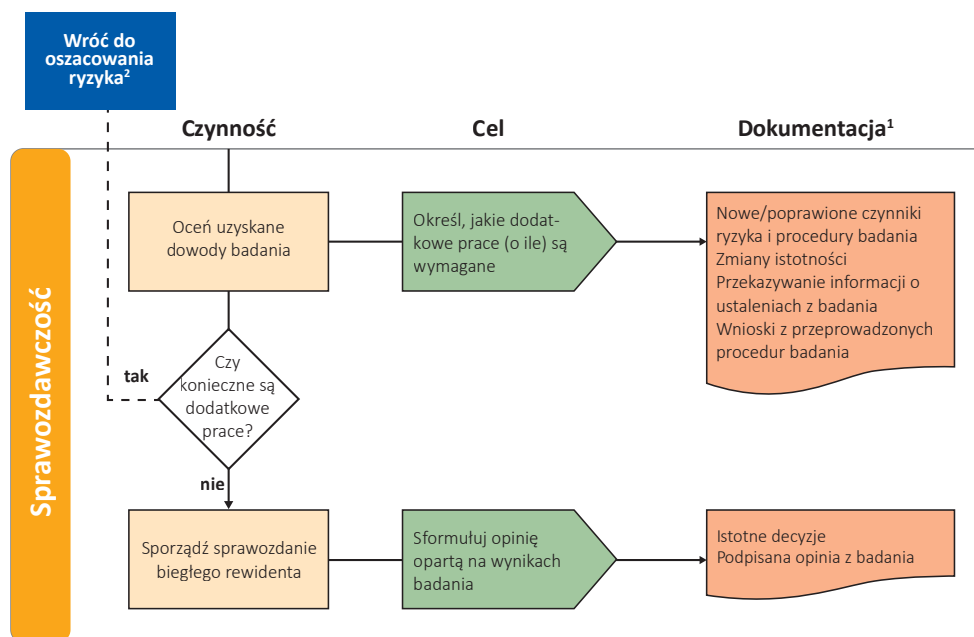 Wróć do
oszacowania
ryzyka²
Czynność
Cel
Dokumentacja¹
Sprawozdawczość
Oceń uzyskane
dowody badania
Określ, jakie dodat-
kowe prace (o ile) są
wymagane
Nowe/poprawione czynniki
ryzyka i procedury badania
Zmiany istotności
Przekazywanie informacji o
ustaleniach z badania
Wnioski z przeprowadzonych
procedur badania
Czy
konieczne są
dodatkowe
prace?
tak
nie
Sporządź sprawozdanie
biegłego rewidenta
Sformułuj opinię
opartą na wynikach
badania
Istotne decyzje
Podpisana opinia z badania